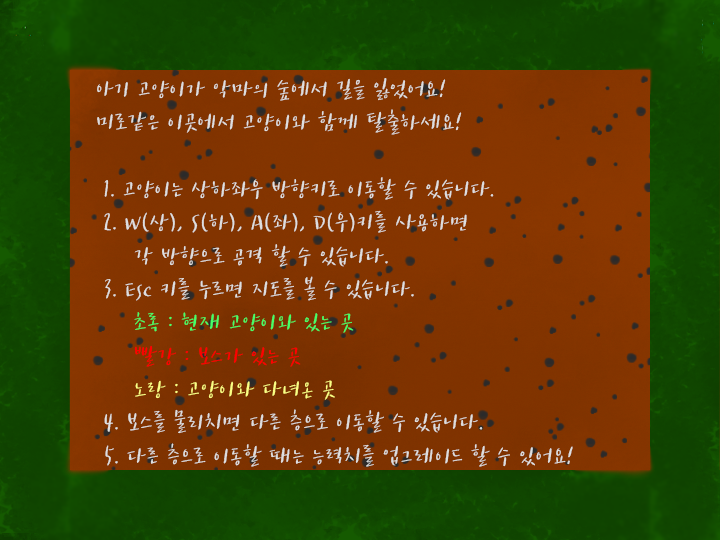 아기 고양이가 악마의 숲에서 길을 잃었어요!
미로같은 이곳에서 고양이와 함께 탈출하세요!
1. 고양이는 상하좌우 방향키로 이동할 수 있습니다.
2. W(상), S(하), A(좌), D(우)키를 사용하면
각 방향으로 공격 할 수 있습니다.
3. Esc 키를 누르면 지도를 볼 수 있습니다.
초록 : 현재 고양이와 있는 곳
빨강 : 보스가 있는 곳
노랑 : 고양이와 다녀온 곳
4. 보스를 물리치면 다른 층으로 이동할 수 있습니다.
5. 다른 층으로 이동할 때는 능력치를 업그레이드 할 수 있어요!